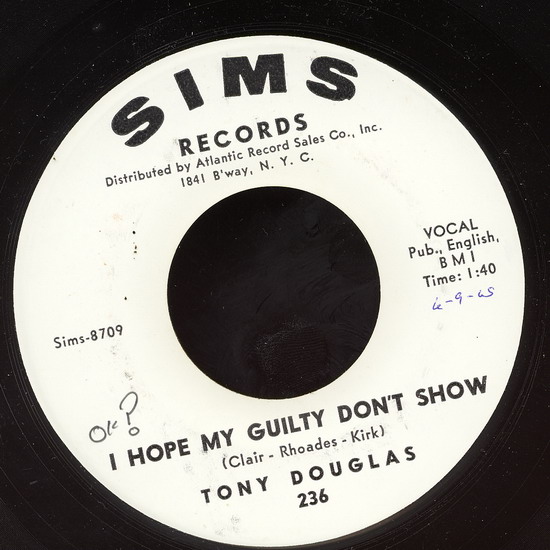 SIMS
RECORDS
Distributed by Atlantic Record Sales Co., Inc.
1841 B'way, N. Y. C.
VOCAL
Pub., English,
BMI
Time: 1:40
6-9-65
Sims-8709
OK?
I HOPE MY GUILTY DON'T SHOW
(Clair - Rhoades - Kirk)
TONY DOUGLAS
236